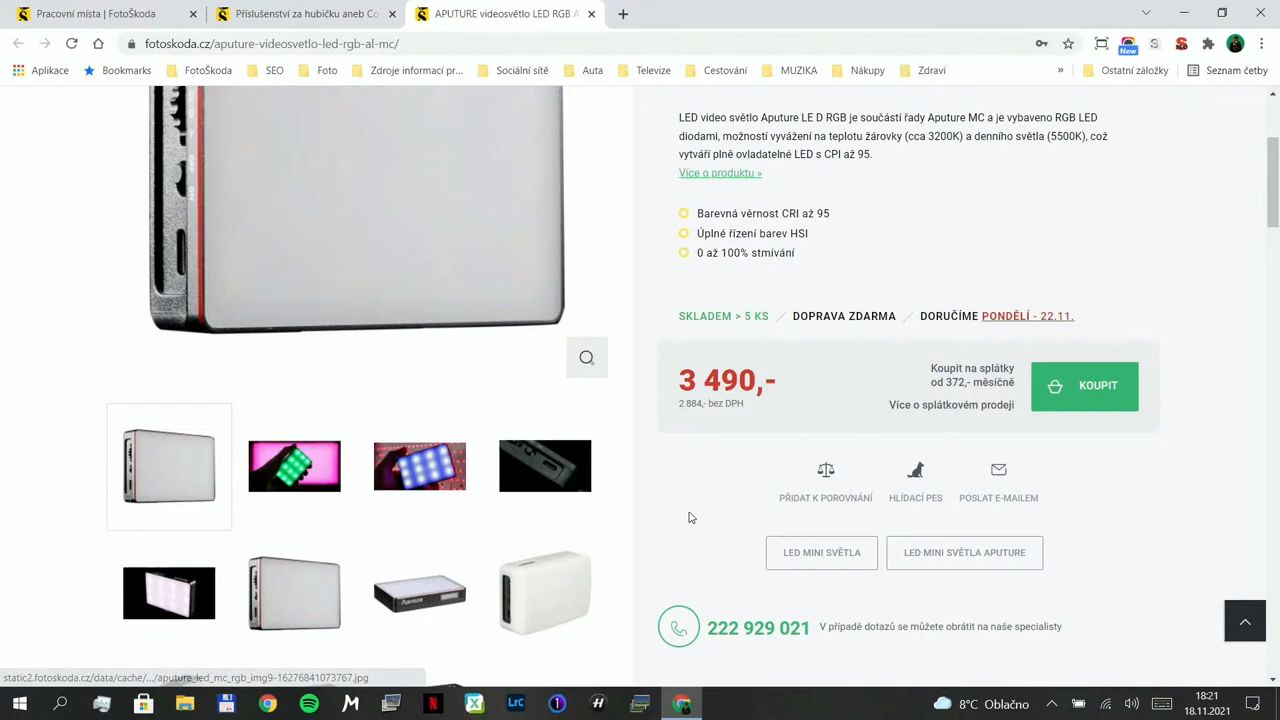 Pracovní místa | FotoŠkoda
Příslušenství za hubičku aneb Co
APUTURE videosvětlo LED RGB A
fotoskoda.cz/aputure-videosvetlo-led-rgb-al-mc/
New
Aplikace
Bookmarks
FotoŠkoda
SEO
Foto
Zdroje informací pr...
Sociální sítě
Auta
Televize
Cestování
MUZIKA
Nákupy
Zdraví
»
Ostatní záložky
Seznam četby
LED video světlo Aputure LE D RGB je součástí řady Aputure MC a je vybaveno RGB LED
diodami, možností vyvážení na teplotu žárovky (cca 3200K) a denního světla (5500K), což
vytváří plně ovladatelné LED s CPI až 95.
Více o produktu »
Barevná věrnost CRI až 95
Úplné řízení barev HSI
0 až 100% stmívání
SKLADEM > 5 KS / DOPRAVA ZDARMA / DORUČÍME PONDĚLÍ - 22.11.
3 490,-
2 884,- bez DPH
Koupit na splátky
od 372,- měsíčně
Více o splátkovém prodeji
KOUPIT
PŘIDAT K POROVNÁNÍ
HLÍDACÍ PES
POSLAT E-MAILEM
LED MINI SVĚTLA
LED MINI SVĚTLA APUTURE
Aputure
222 929 021
V případě dotazů se můžete obrátit na naše specialisty
static2.fotoskoda.cz/data/cache/.../aputure_led_mc_rgb_img9-16276841073767.jpg
Lrc
8°C Oblačno
18:21
18.11.2021